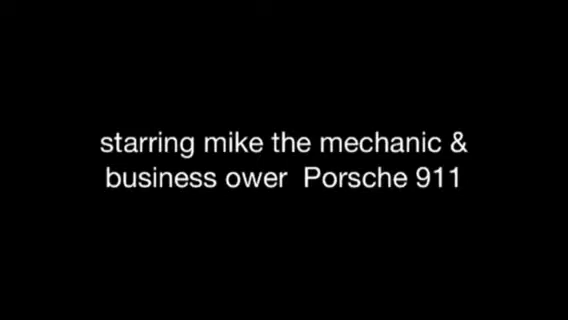 starring mike the mechanic &
business ower  Porsche 911